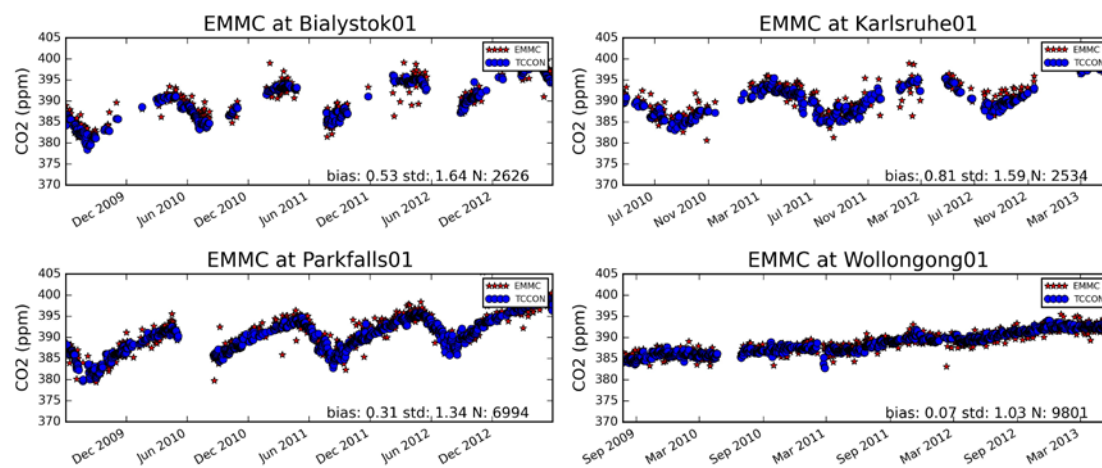 EMMC at Bialystok01
405
400
395
390
385
380
375
370
CO2 (ppm)
EMMC
TCCON
bias: 0.53 std: 1.64 N: 2626
Dec 2009
Jun 2010
Dec 2010
Jun 2011
Dec 2011
Jun 2012
Dec 2012
EMMC at Karlsruhe01
405
400
395
390
385
380
375
370
CO2 (ppm)
EMMC
TCCON
bias: 0.81 std: 1.59 N: 2534
Jul 2010
Nov 2010
Mar 2011
Jul 2011
Nov 2011
Mar 2012
Jul 2012
Nov 2012
Mar 2013
EMMC at Parkfalls01
405
400
395
390
385
380
375
370
CO2 (ppm)
EMMC
TCCON
bias: 0.31 std: 1.34 N: 6994
Dec 2009
Jun 2010
Dec 2010
Jun 2011
Dec 2011
Jun 2012
Dec 2012
EMMC at Wollongong01
405
400
395
390
385
380
375
370
CO2 (ppm)
EMMC
TCCON
bias: 0.07 std: 1.03 N: 9801
Sep 2009
Mar 2010
Sep 2010
Mar 2011
Sep 2011
Mar 2012
Sep 2012
Mar 2013